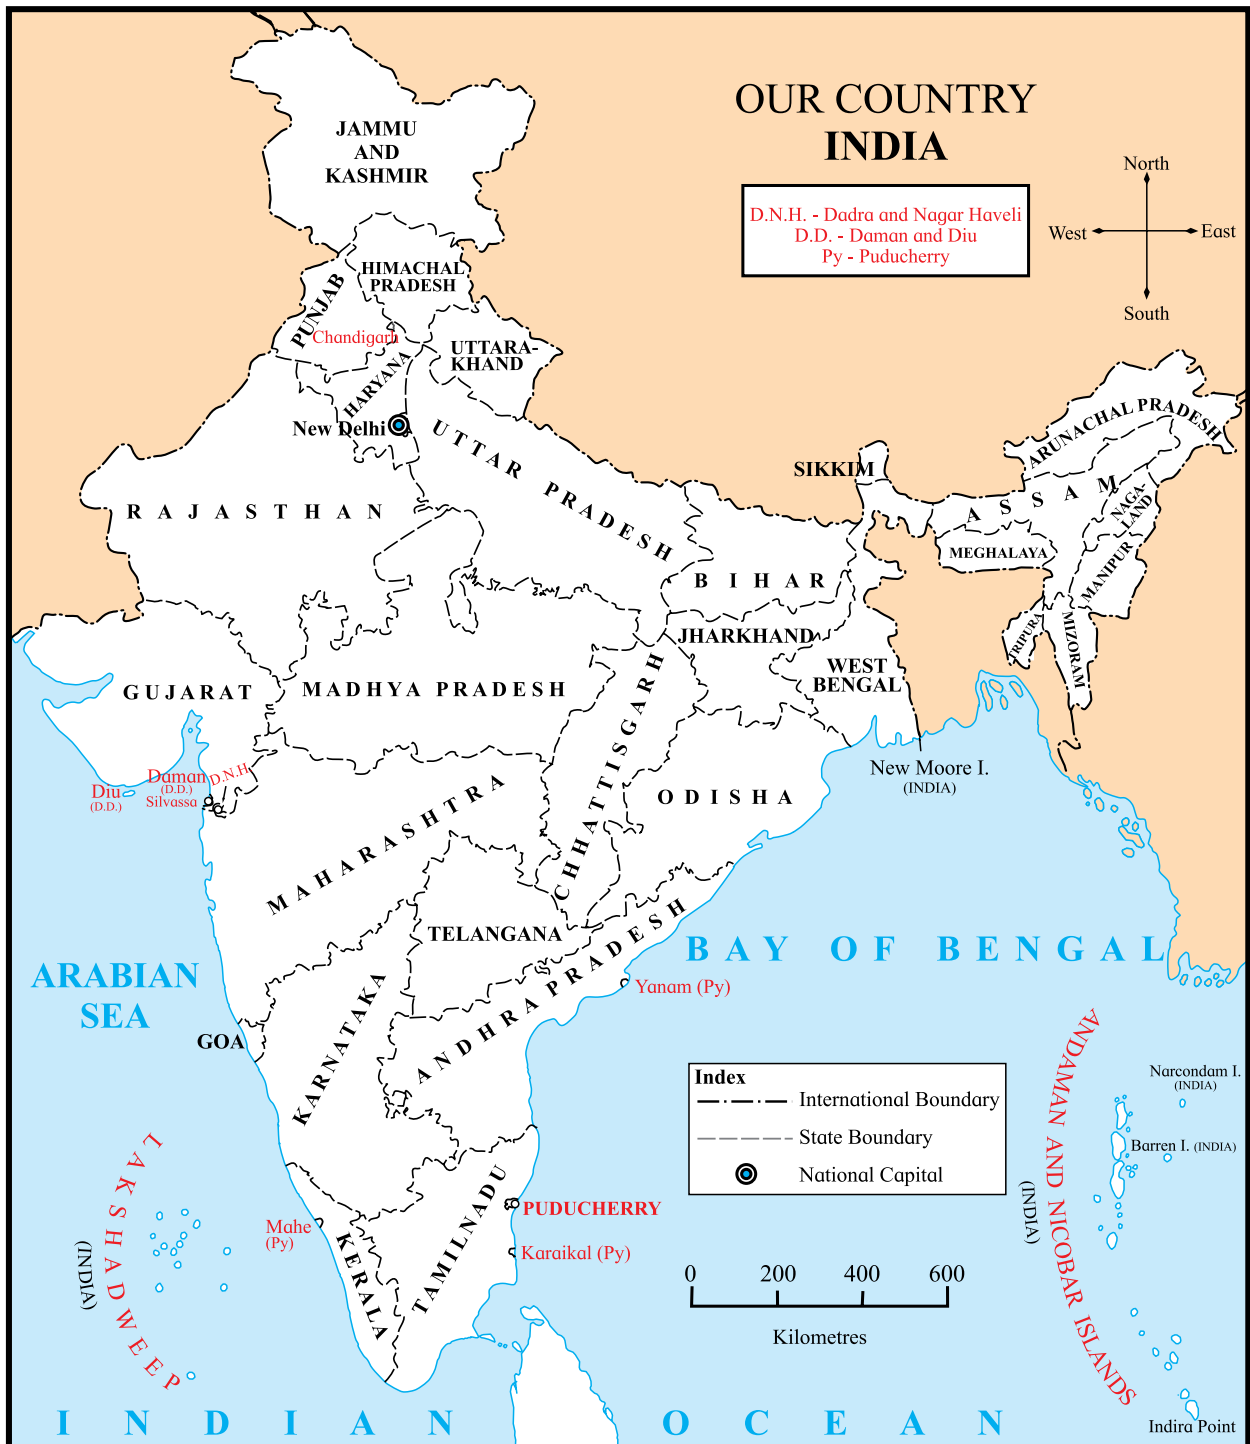 OUR COUNTRY
INDIA
D.N.H. - Dadra and Nagar Haveli
D.D. - Daman and Diu
Py - Puducherry
North
West
East
South
JAMMU
AND
KASHMIR
HIMACHAL
PRADESH
PUNJAB
Chandigarh
UTTARA-
KHAND
HARYANA
New Delhi
UTTAR PRADESH
RAJASTHAN
SIKKIM
ARUNACHAL PRADESH
ASSAM
NAGA-
LAND
MEGHALAYA
MANIPUR
BIHAR
TRIPURA
MIZORAM
JHARKHAND
WEST
BENGAL
GUJARAT
MADHYA PRADESH
CHHATTISGARH
Daman
(D.D.)
D.N.H
Diu
(D.D.)
Silvassa
New Moore I.
(INDIA)
ODISHA
MAHARASHTRA
TELANGANA
BAY OF BENGAL
ARABIAN
SEA
ANDHRA PRADESH
Yanam (Py)
GOA
KARNATAKA
Index
International Boundary
State Boundary
National Capital
ANDAMAN AND NICOBAR ISLANDS
(INDIA)
Narcondam I.
(INDIA)
Barren I. (INDIA)
LAKSHADWEEP
(INDIA)
Mahe
(Py)
KERALA
TAMILNADU
PUDUCHERRY
Karaikal (Py)
0 200 400 600
Kilometres
Indira Point
INDIAN OCEAN